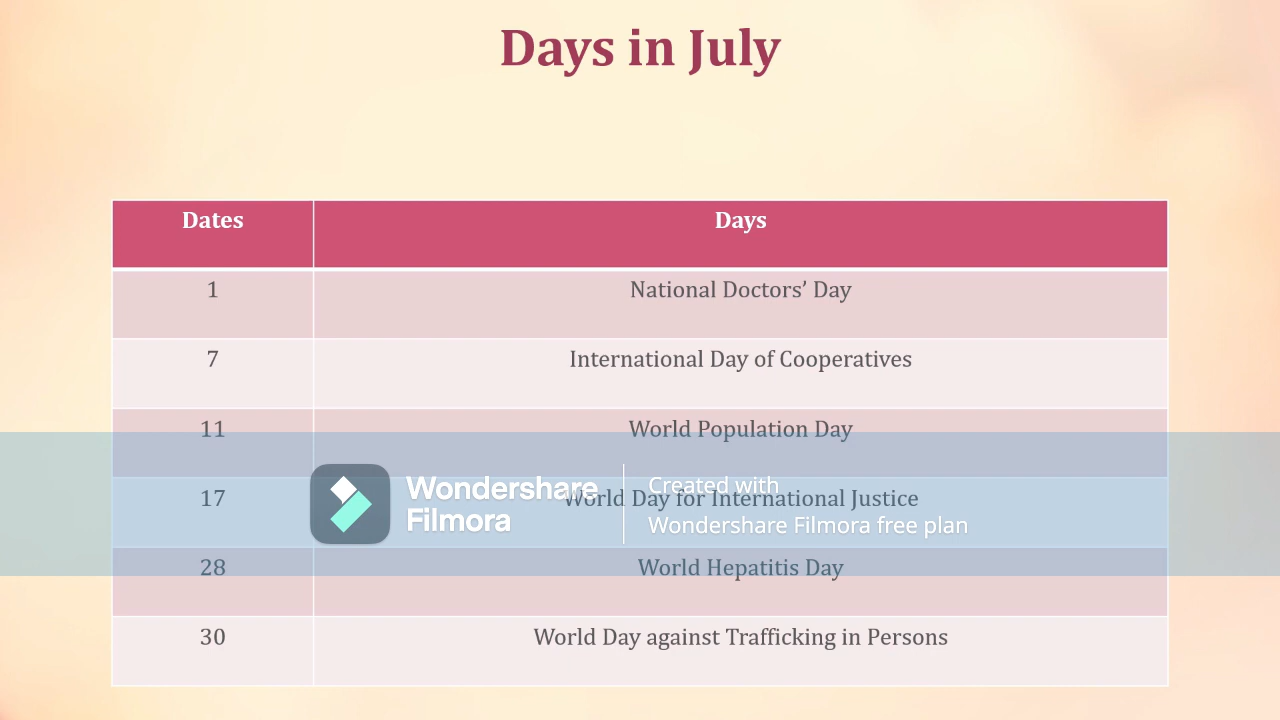 Days in July
Dates Days
1 National Doctors’ Day
7 International Day of Cooperatives
11 World Population Day
17 World Day for International Justice
28 World Hepatitis Day
30 World Day against Trafficking in Persons
Wondershare
Filmora
Created with
Wondershare Filmora free plan